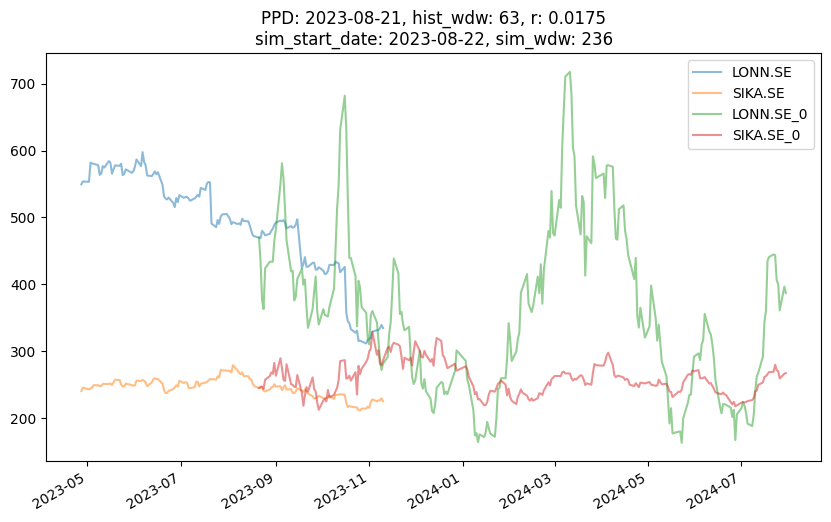 PPD: 2023-08-21, hist_wdw: 63, r: 0.0175
sim_start_date: 2023-08-22, sim_wdw: 236
LONN.SE
SIKA.SE
LONN.SE_0
SIKA.SE_0
700
600
500
400
300
200
2023-05
2023-07
2023-09
2023-11
2024-01
2024-03
2024-05
2024-07